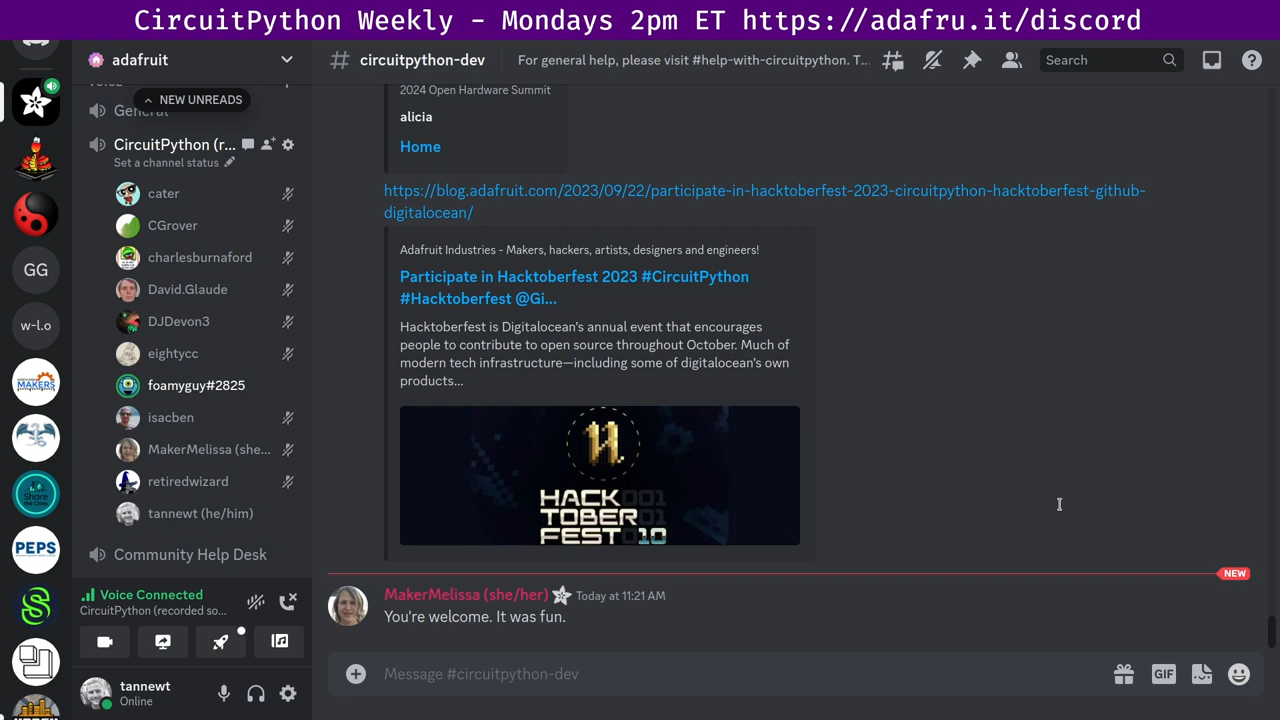 CircuitPython Weekly - Mondays 2pm ET https://adafru.it/discord
adafruit
circuitpython-dev
For general help, please visit #help-with-circuitpython. T...
Search
NEW UNREADS
General
CircuitPython (r...
Set a channel status
cater
CGrover
charlesburnaford
David.Glaude
DJDevon3
eightycc
foamyguy#2825
isacben
MakerMelissa (she...
retiredwizard
tannewt (he/him)
Community Help Desk
Voice Connected
CircuitPython (recorded so...
tannewt
Online
GG
w-l.o
MAKERS
Share
the Cities
PEPS
2024 Open Hardware Summit
alicia
Home
https://blog.adafruit.com/2023/09/22/participate-in-hacktoberfest-2023-circuitpython-hacktoberfest-github-
digitalocean/
Adafruit Industries - Makers, hackers, artists, designers and engineers!
Participate in Hacktoberfest 2023 #CircuitPython
#Hacktoberfest @Gi...
Hacktoberfest is Digitalocean's annual event that encourages
people to contribute to open source throughout October. Much of
modern tech infrastructure—including some of digitalocean's own
products...
HACK001
TOBER01
FEST 10
NEW
MakerMelissa (she/her) Today at 11:21 AM
You're welcome. It was fun.
Message #circuitpython-dev
GIF